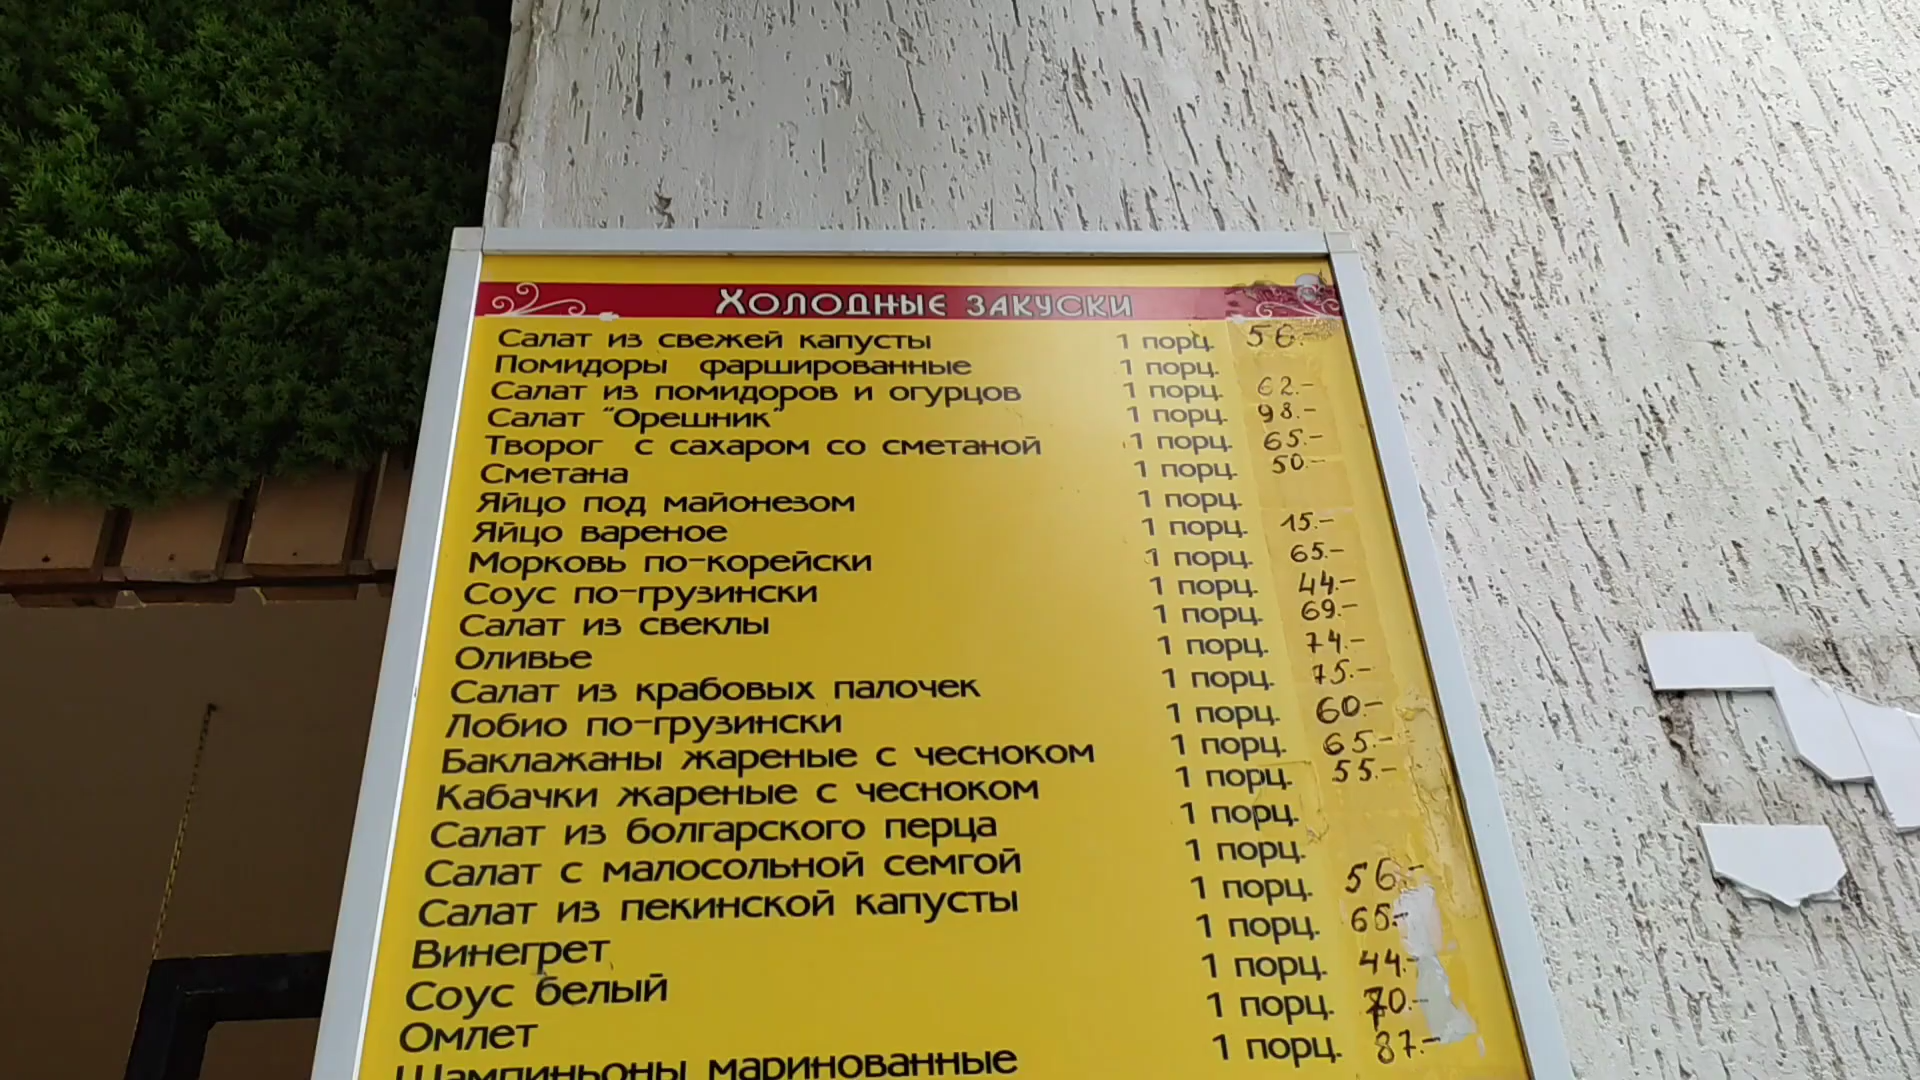 Холодные закуски
Салат из свежей капусты 1 порц. 56.-
Помидоры фаршированные 1 порц.
Салат из помидоров и огурцов 1 порц. 62.-
Салат "Орешник" 1 порц. 98.-
Творог с сахаром со сметаной 1 порц. 65.-
Сметана 1 порц. 50.-
Яйцо под майонезом 1 порц.
Яйцо вареное 1 порц. 15.-
Морковь по-корейски 1 порц. 65.-
Соус по-грузински 1 порц. 44.-
Салат из свеклы 1 порц. 69.-
Оливье 1 порц. 74.-
Салат из крабовых палочек 1 порц. 75.-
Лобио по-грузински 1 порц. 60.-
Баклажаны жареные с чесноком 1 порц. 65.-
Кабачки жареные с чесноком 1 порц. 55.-
Салат из болгарского перца 1 порц.
Салат с малосольной семгой 1 порц.
Салат из пекинской капусты 1 порц. 56.-
Винегрет 1 порц. 65.-
Соус белый 1 порц. 44.-
Омлет 1 порц. 70.-
Шампиньоны маринованные 1 порц. 87.-